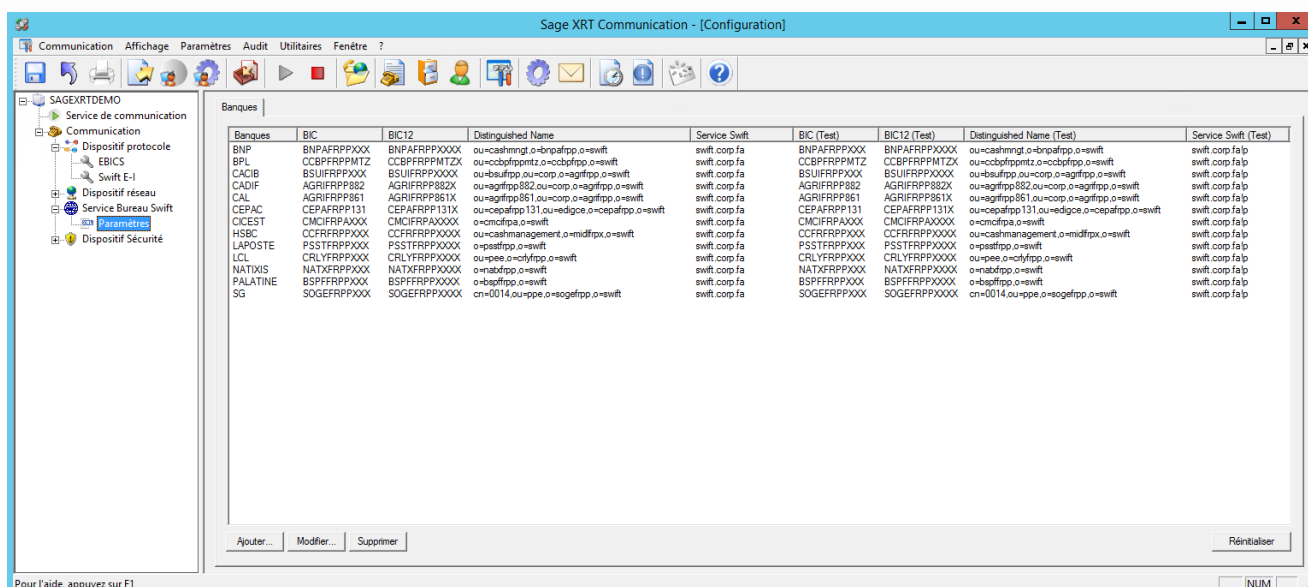 Sage XRT Communication - [Configuration]
Communication Affichage Paramètres Audit Utilitaires Fenêtre ?
SAGEXRTDEMO
Service de communication
Communication
Dispositif protocole
EBICS
Swift E-I
Dispositif réseau
Service Bureau Swift
Paramètres
Dispositif Sécurité
Banques
Banques BIC BIC12 Distinguished Name Service Swift BIC (Test) BIC12 (Test) Distinguished Name (Test) Service Swift (Test)
BNP BNPAFRPPXXX BNPAFRPPXXXX ou=cashmngt,o=bnpafrpp,o=swift swift.corp.fa BNPAFRPPXXX BNPAFRPPXXXX ou=cashmngt,o=bnpafrpp,o=swift swift.corp.fa!p
BPL CCBPFRPPMTZ CCBPFRPPMTZX ou=ccbpfrppmtz,o=ccbpfrpp,o=swift swift.corp.fa CCBPFRPPMTZ CCBPFRPPMTZX ou=ccbpfrppmtz,o=ccbpfrpp,o=swift swift.corp.fa!p
CACIB BSUIFRPPXXX BSUIFRPPXXXX ou=bsuifrpp,ou=corp,o=agrifrpp,o=swift swift.corp.fa BSUIFRPPXXX BSUIFRPPXXXX ou=bsuifrpp,ou=corp,o=agrifrpp,o=swift swift.corp.fa!p
CADIF AGRIFRPP882 AGRIFRPP882X ou=agrifrpp882,ou=corp,o=agrifrpp,o=swift swift.corp.fa AGRIFRPP882 AGRIFRPP882X ou=agrifrpp882,ou=corp,o=agrifrpp,o=swift swift.corp.fa!p
CAL AGRIFRPP861 AGRIFRPP861X ou=agrifrpp861,ou=corp,o=agrifrpp,o=swift swift.corp.fa AGRIFRPP861 AGRIFRPP861X ou=agrifrpp861,ou=corp,o=agrifrpp,o=swift swift.corp.fa!p
CEPAC CEPAFRPP131 CEPAFRPP131X ou=cepafrpp131,ou=edigce,o=cepafrpp,o=swift swift.corp.fa CEPAFRPP131 CEPAFRPP131X ou=cepafrpp131,ou=edigce,o=cepafrpp,o=swift swift.corp.fa!p
CICEST CMCIFRPAXXX CMCIFRPAXXXX o=cmcifrpa,o=swift swift.corp.fa CMCIFRPAXXX CMCIFRPAXXXX o=cmcifrpa,o=swift swift.corp.fa!p
HSBC CCFRFRPPXXX CCFRFRPPXXXX ou=cashmanagement,o=midlfrpx,o=swift swift.corp.fa CCFRFRPPXXX CCFRFRPPXXXX ou=cashmanagement,o=midlfrpx,o=swift swift.corp.fa!p
LAPOSTE PSSTFRPPXXX PSSTFRPPXXXX o=psstfrpp,o=swift swift.corp.fa PSSTFRPPXXX PSSTFRPPXXXX o=psstfrpp,o=swift swift.corp.fa!p
LCL CRLYFRPPXXX CRLYFRPPXXXX ou=pee,o=crlyfrpp,o=swift swift.corp.fa CRLYFRPPXXX CRLYFRPPXXXX ou=pee,o=crlyfrpp,o=swift swift.corp.fa!p
NATIXIS NATXFRPPXXX NATXFRPPXXXX o=natxfrpp,o=swift swift.corp.fa NATXFRPPXXX NATXFRPPXXXX o=natxfrpp,o=swift swift.corp.fa!p
PALATINE BSPFFRPPXXX BSPFFRPPXXXX o=bspffrpp,o=swift swift.corp.fa BSPFFRPPXXX BSPFFRPPXXXX o=bspffrpp,o=swift swift.corp.fa!p
SG SOGEFRPPXXX SOGEFRPPXXXX cn=0014,ou=ppe,o=sogefrpp,o=swift swift.corp.fa SOGEFRPPXXX SOGEFRPPXXXX cn=0014,ou=ppe,o=sogefrpp,o=swift swift.corp.fa!p
Ajouter... Modifier... Supprimer Réinitialiser
Pour l'aide, appuyez sur F1 NUM